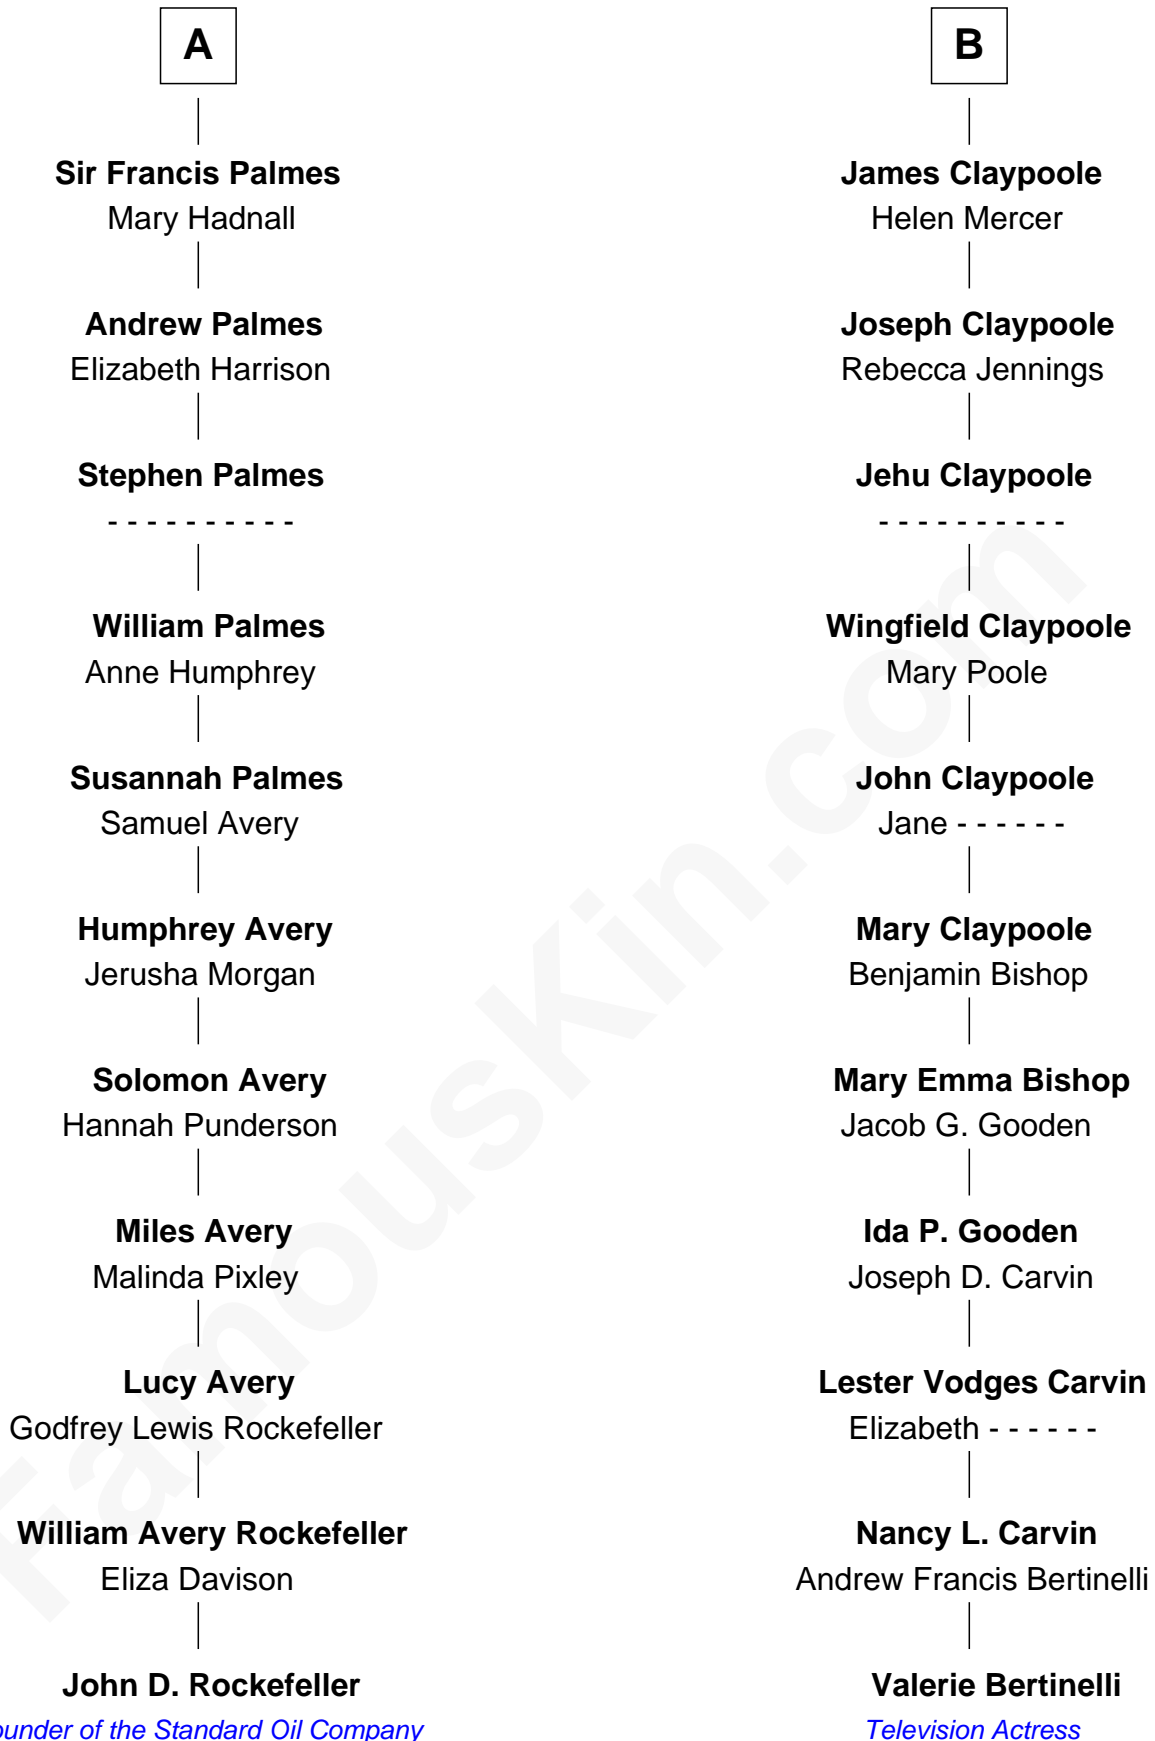 A
Sir Francis Palmes
Mary Hadnall
Andrew Palmes
Elizabeth Harrison
Stephen Palmes
- - - - - - - - - -
William Palmes
Anne Humphrey
Susannah Palmes
Samuel Avery
Humphrey Avery
Jerusha Morgan
Solomon Avery
Hannah Punderson
Miles Avery
Malinda Pixley
Lucy Avery
Godfrey Lewis Rockefeller
William Avery Rockefeller
Eliza Davison
John D. Rockefeller
ounder of the Standard Oil Company
B
James Claypoole
Helen Mercer
Joseph Claypoole
Rebecca Jennings
Jehu Claypoole
- - - - - - - - - -
Wingfield Claypoole
Mary Poole
John Claypoole
Jane - - - - - -
Mary Claypoole
Benjamin Bishop
Mary Emma Bishop
Jacob G. Gooden
Ida P. Gooden
Joseph D. Carvin
Lester Vodges Carvin
Elizabeth - - - - - -
Nancy L. Carvin
Andrew Francis Bertinelli
Valerie Bertinelli
Television Actress
FamousKin.com